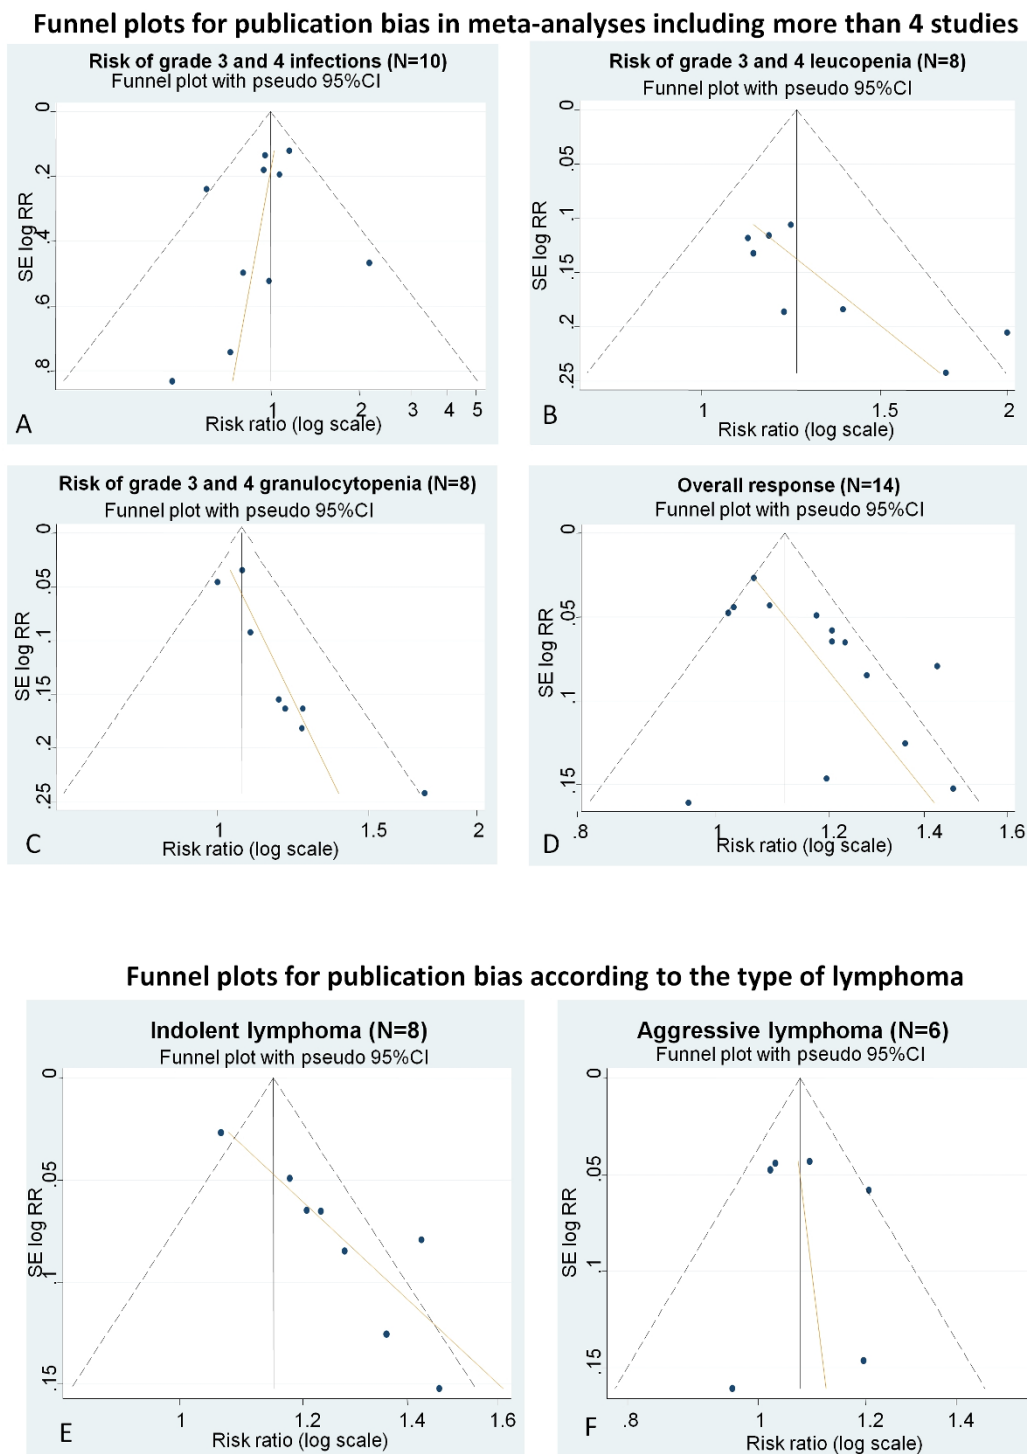 Funnel plots for publication bias in meta-analyses including more than 4 studies
Risk of grade 3 and 4 infections (N=10)
Funnel plot with pseudo 95%CI
0
.2
.4
.6
.8
SE log RR
1
2
3
4
5
Risk ratio (log scale)
A
Risk of grade 3 and 4 leucopenia (N=8)
Funnel plot with pseudo 95%CI
0
.05
.1
.15
.2
.25
SE log RR
1
1.5
2
Risk ratio (log scale)
B
Risk of grade 3 and 4 granulocytopenia (N=8)
Funnel plot with pseudo 95%CI
0
.05
.1
.15
.2
.25
SE log RR
1
1.5
2
Risk ratio (log scale)
C
Overall response (N=14)
Funnel plot with pseudo 95%CI
0
.05
.1
.15
SE log RR
.8
1
1.2
1.4
1.6
Risk ratio (log scale)
D
Funnel plots for publication bias according to the type of lymphoma
Indolent lymphoma (N=8)
Funnel plot with pseudo 95%CI
0
.05
.1
.15
SE log RR
1
1.2
1.4
1.6
Risk ratio (log scale)
E
Aggressive lymphoma (N=6)
Funnel plot with pseudo 95%CI
0
.05
.1
.15
SE log RR
.8
1
1.2
1.4
Risk ratio (log scale)
F